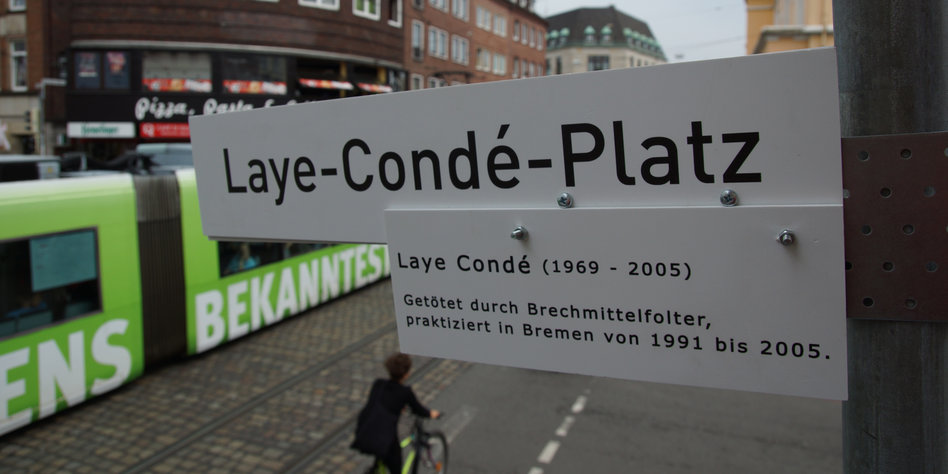 Pizza, Pasta &
Laye-Condé-Platz
Laye Condé (1969 - 2005)
Getötet durch Brechmittelfolter,
praktiziert in Bremen von 1991 bis 2005.
ENS BEKANNTES